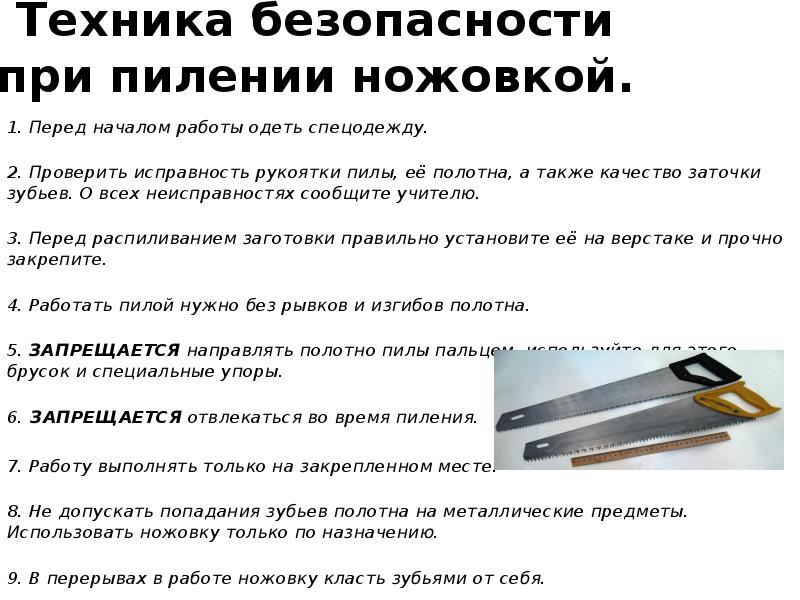 Техника безопасности
при пилении ножовкой.
1. Перед началом работы одеть спецодежду.
2. Проверить исправность рукоятки пилы, её полотна, а также качество заточки
зубьев. О всех неисправностях сообщите учителю.
3. Перед распиливанием заготовки правильно установите её на верстаке и прочно
закрепите.
4. Работать пилой нужно без рывков и изгибов полотна.
5. ЗАПРЕЩАЕТСЯ направлять полотно пилы пальцем, используйте для этого
брусок и специальные упоры.
6. ЗАПРЕЩАЕТСЯ отвлекаться во время пиления.
7. Работу выполнять только на закрепленном месте.
8. Не допускать попадания зубьев полотна на металлические предметы.
Использовать ножовку только по назначению.
9. В перерывах в работе ножовку класть зубьями от себя.